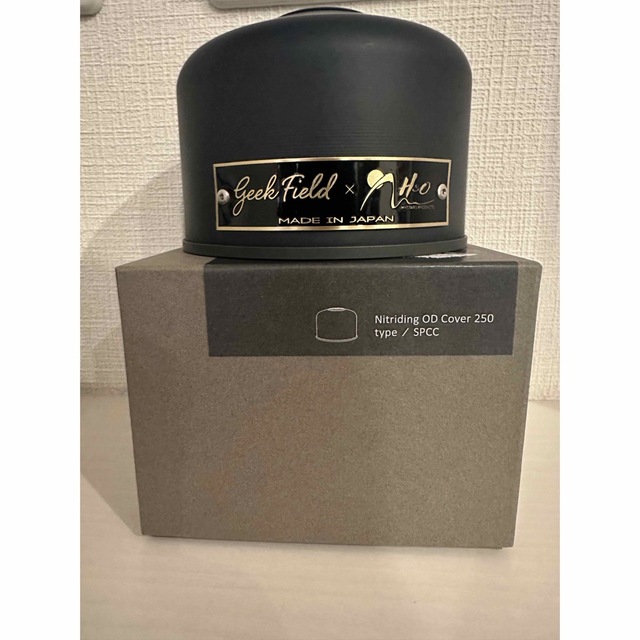 Geek Field × H&O
MADE IN JAPAN
Nitriding OD Cover 250
type / SPCC